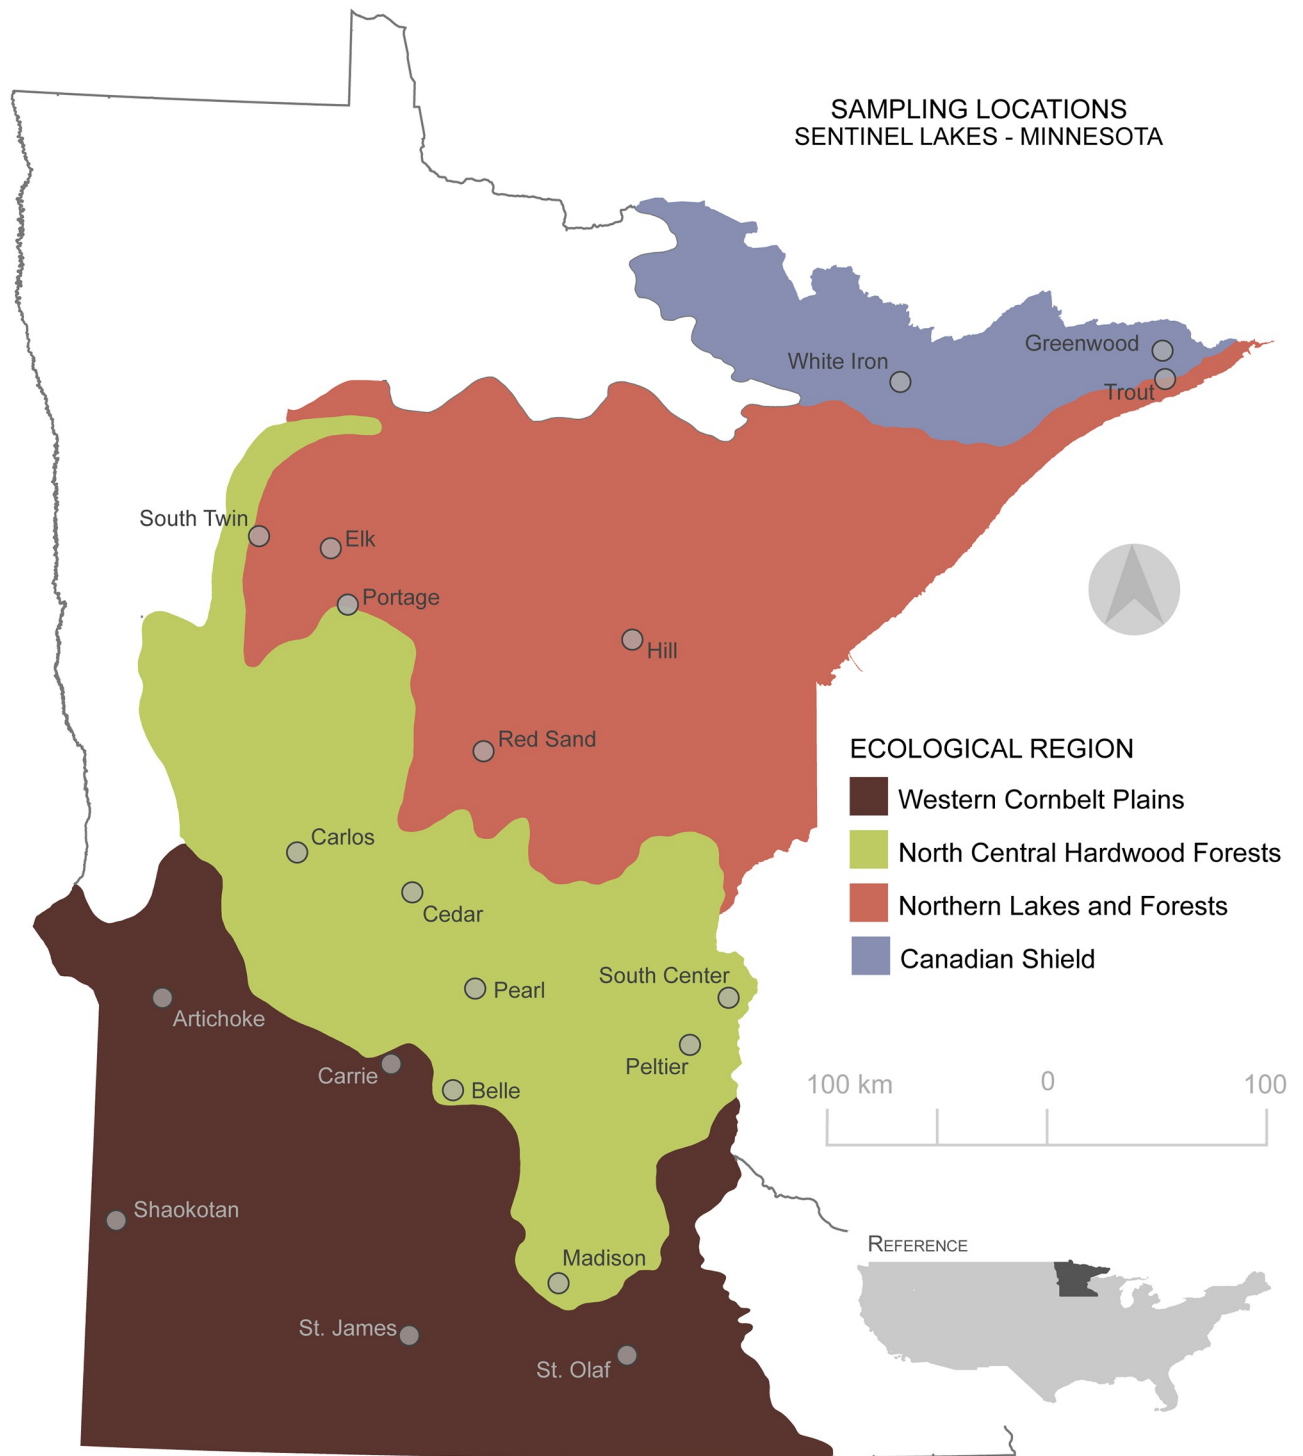 SAMPLING LOCATIONS
SENTINEL LAKES - MINNESOTA
Greenwood
White Iron
Trout
South Twin
Elk
Portage
Hill
Red Sand
ECOLOGICAL REGION
Western Cornbelt Plains
North Central Hardwood Forests
Northern Lakes and Forests
Canadian Shield
Carlos
Cedar
South Center
Pearl
Artichoke
Peltier
Carrie
Belle
100 km 0 100
Shaokotan
REFERENCE
Madison
St. James
St. Olaf